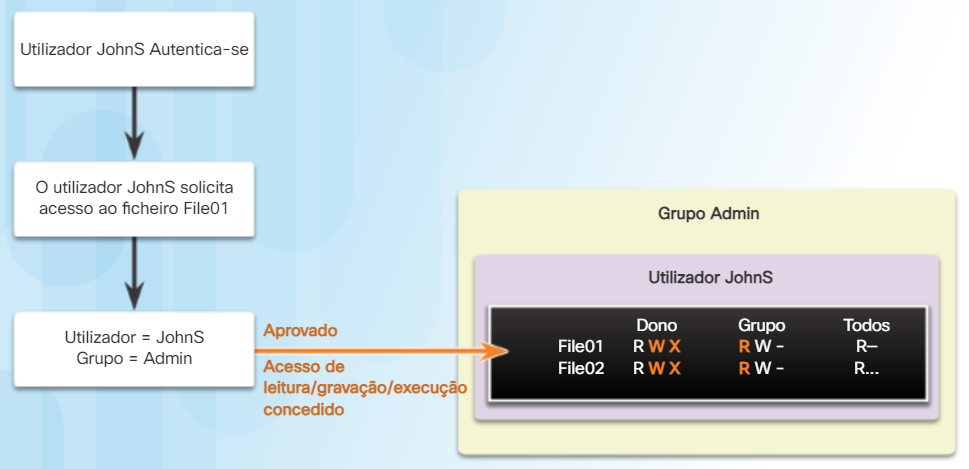 Utilizador JohnS Autentica-se
O utilizador JohnS solicita
acesso ao ficheiro File01
Utilizador = JohnS
Grupo = Admin
Aprovado
Acesso de
leitura/gravação/execução
concedido
Grupo Admin
Utilizador JohnS
Dono Grupo Todos
File01 R W X R W - R–
File02 R W X R W - R...